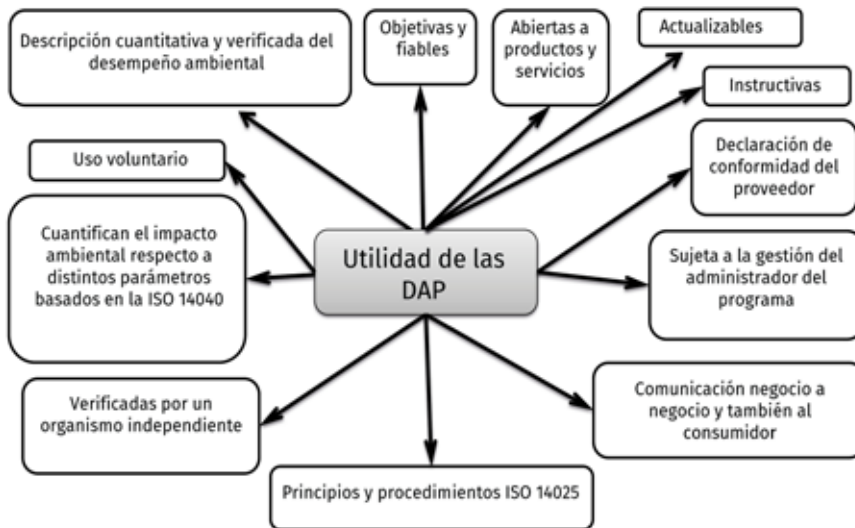 Descripción cuantitativa y verificada del
desempeño ambiental
Objetivas y
fiables
Abiertas a
productos y
servicios
Actualizables
Instructivas
Uso voluntario
Declaración de
conformidad del
proveedor
Cuantifican el impacto
ambiental respecto a
distintos parámetros
basados en la ISO 14040
Utilidad de las
DAP
Sujeta a la gestión del
administrador del
programa
Verificadas por un
organismo independiente
Comunicación negocio a
negocio y también al
consumidor
Principios y procedimientos ISO 14025